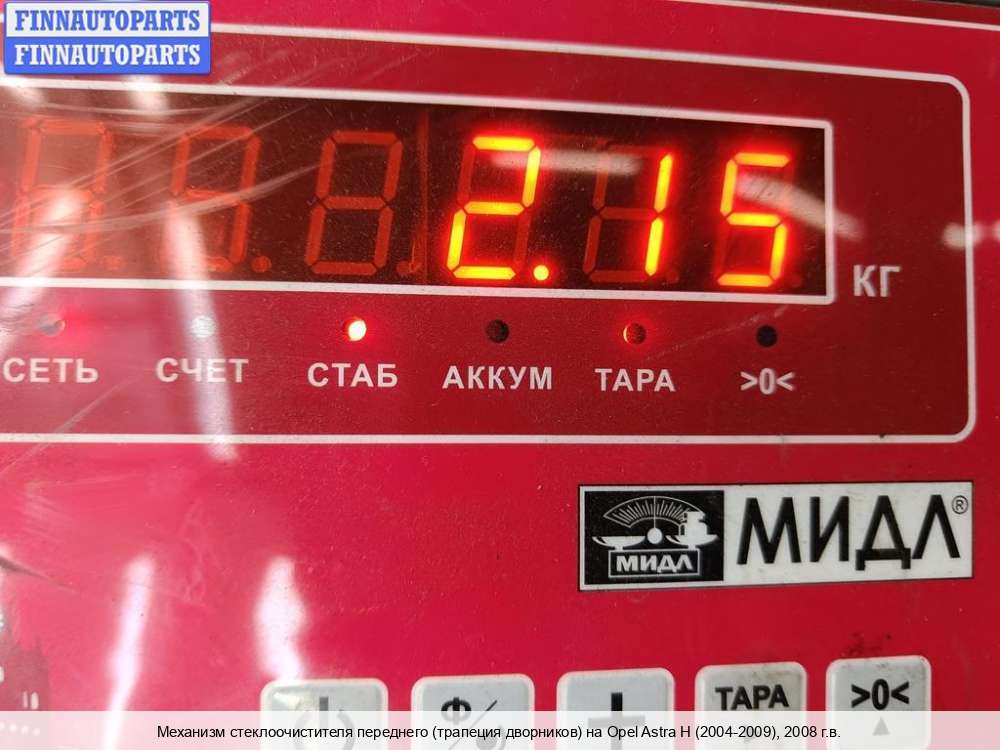 FINNAUTOPARTS
FINNAUTOPARTS
2.15
КГ
СЕТЬ СЧЕТ СТАБ АККУМ ТАРА >0<
МИДЛ
МИДЛ®
Ф/ + ТАРА >0<
Механизм стеклоочистителя переднего (трапеция дворников) на Opel Astra H (2004-2009), 2008 г.в.